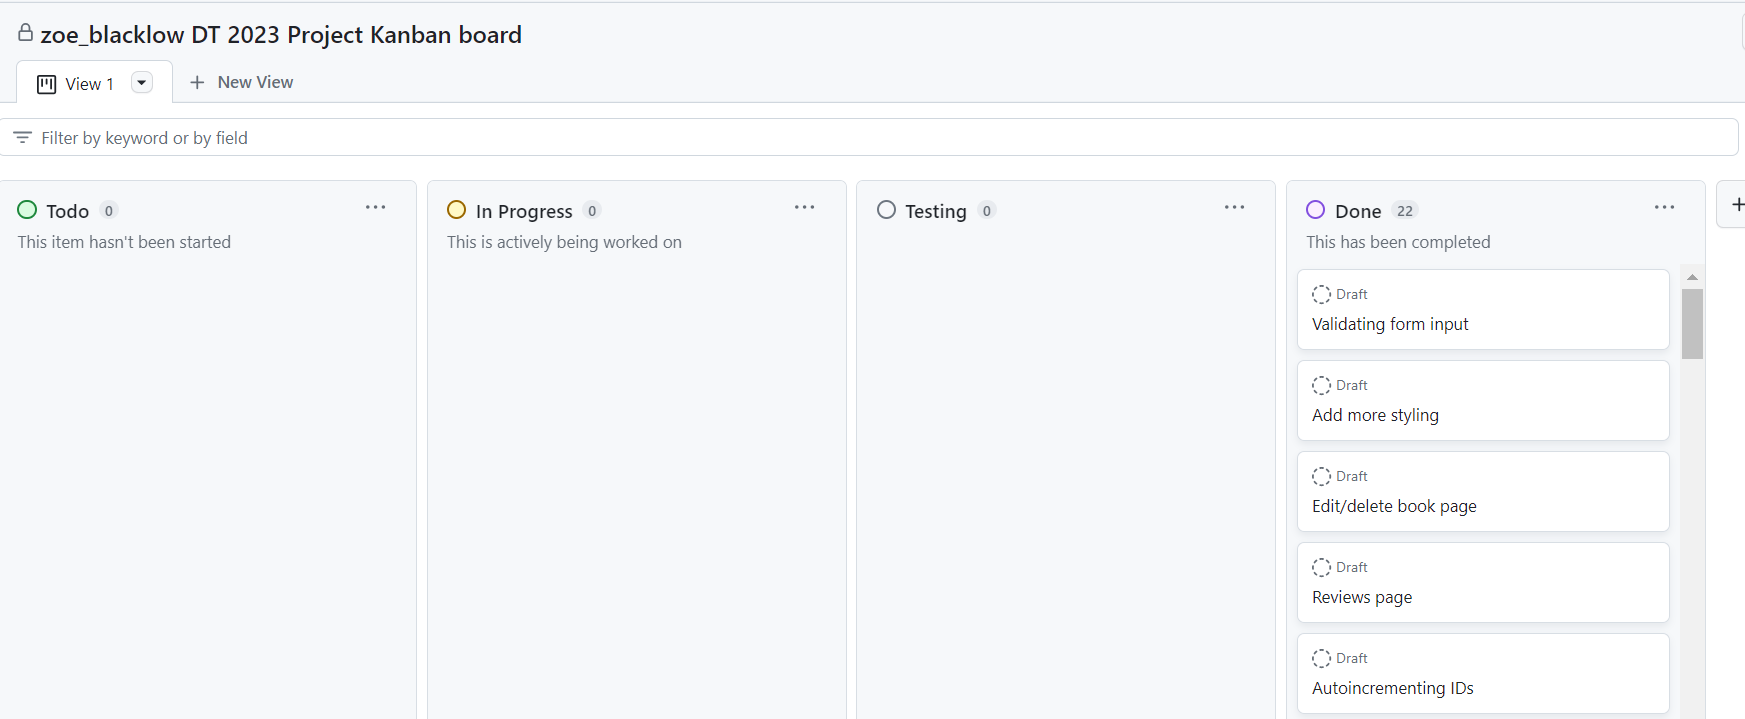 zoe_blacklow DT 2023 Project Kanban board
View 1
New View
Filter by keyword or by field
Todo 0
This item hasn't been started
In Progress 0
This is actively being worked on
Testing 0
Done 22
This has been completed
Draft
Validating form input
Draft
Add more styling
Draft
Edit/delete book page
Draft
Reviews page
Draft
Autoincrementing IDs